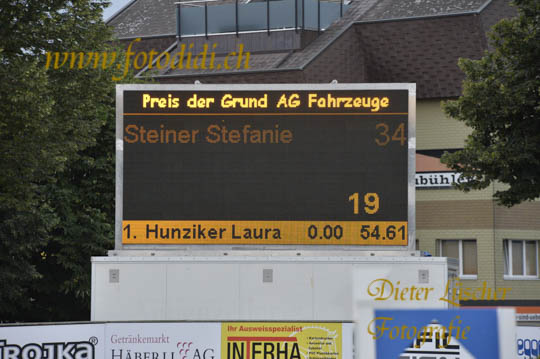 www.fotodidi.ch
Preis der Grund AG Fahrzeuge
Steiner Stefanie 34
19
1. Hunziker Laura 0.00 54.61
Dieter Löscher
Fotografie
Getränkemarkt
HÄBERLI AG
Ihr Ausweisspezialist
INTERHA